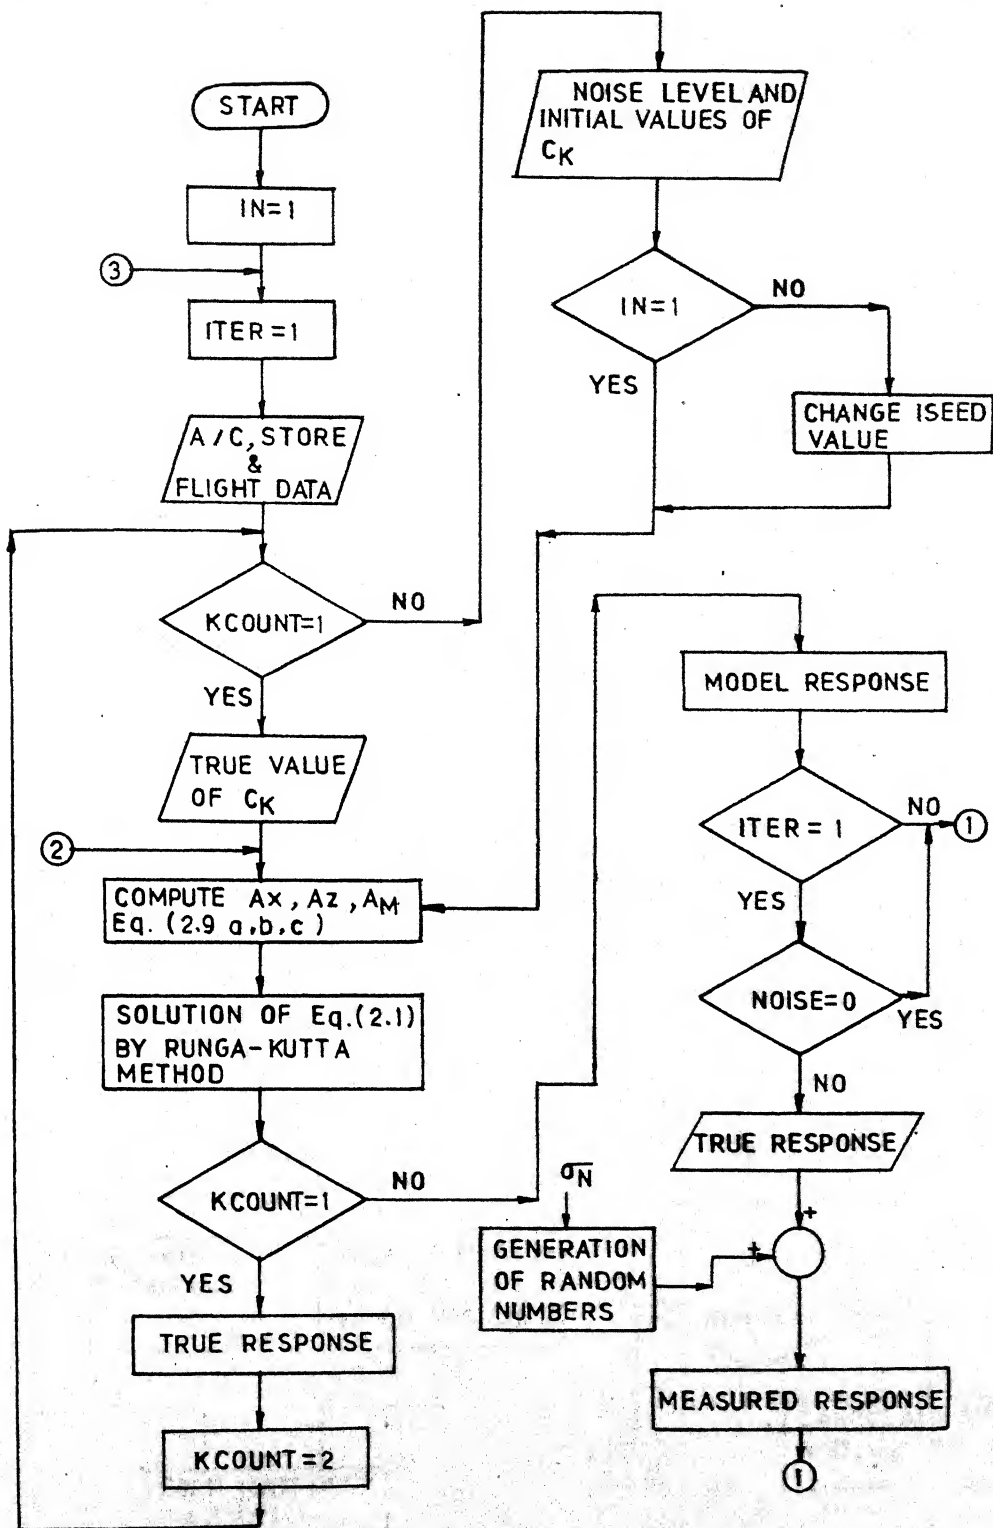 START
IN=1
3
ITER=1
A/C, STORE
&
FLIGHT DATA
KCOUNT=1
NO
YES
TRUE VALUE
OF CK
2
COMPUTE Ax, Az, AM
Eq. (2.9 a,b,c)
SOLUTION OF Eq.(2.1)
BY RUNGA-KUTTA
METHOD
KCOUNT=1
NO
YES
TRUE RESPONSE
KCOUNT=2
NOISE LEVEL AND
INITIAL VALUES OF
CK
IN=1
NO
YES
CHANGE ISEED
VALUE
MODEL RESPONSE
ITER = 1
NO
1
YES
NOISE=0
YES
NO
TRUE RESPONSE
+
+
σN
GENERATION
OF RANDOM
NUMBERS
MEASURED RESPONSE
1